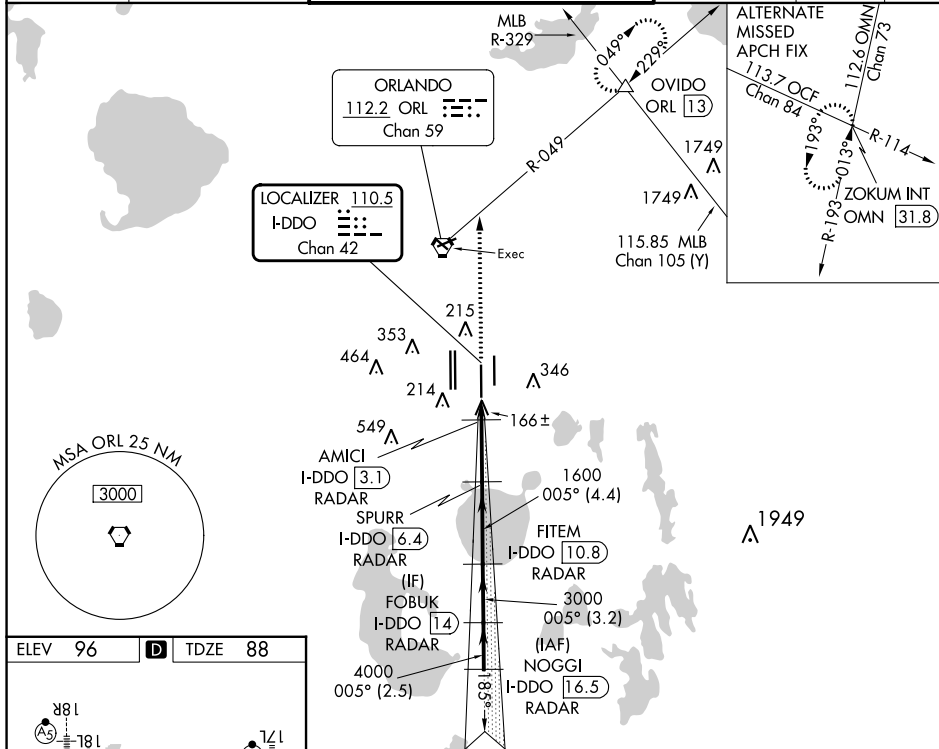 MLB
R-329
049°
229°
OVIDO
ORL 13
ORLANDO
112.2 ORL
Chan 59
R-049
1749
1749
115.85 MLB
Chan 105 (Y)
ALTERNATE
MISSED
APCH FIX
112.6 OMN
Chan 73
113.7 OCF
Chan 84
R-114
193°
013°
R-193
ZOKUM INT
OMN 31.8
LOCALIZER 110.5
I-DDO
Chan 42
Exec
215
353
464
214
346
549
166±
AMICI
I-DDO 3.1
RADAR
1600
005° (4.4)
SPURR
I-DDO 6.4
RADAR
FITEM
I-DDO 10.8
RADAR
1949
(IF)
FOBUK
I-DDO 14
RADAR
3000
005° (3.2)
(IAF)
NOGGI
I-DDO 16.5
RADAR
4000
005° (2.5)
185°
MSA ORL 25 NM
3000
ELEV 96 D TDZE 88
18R
A5
18L
17L